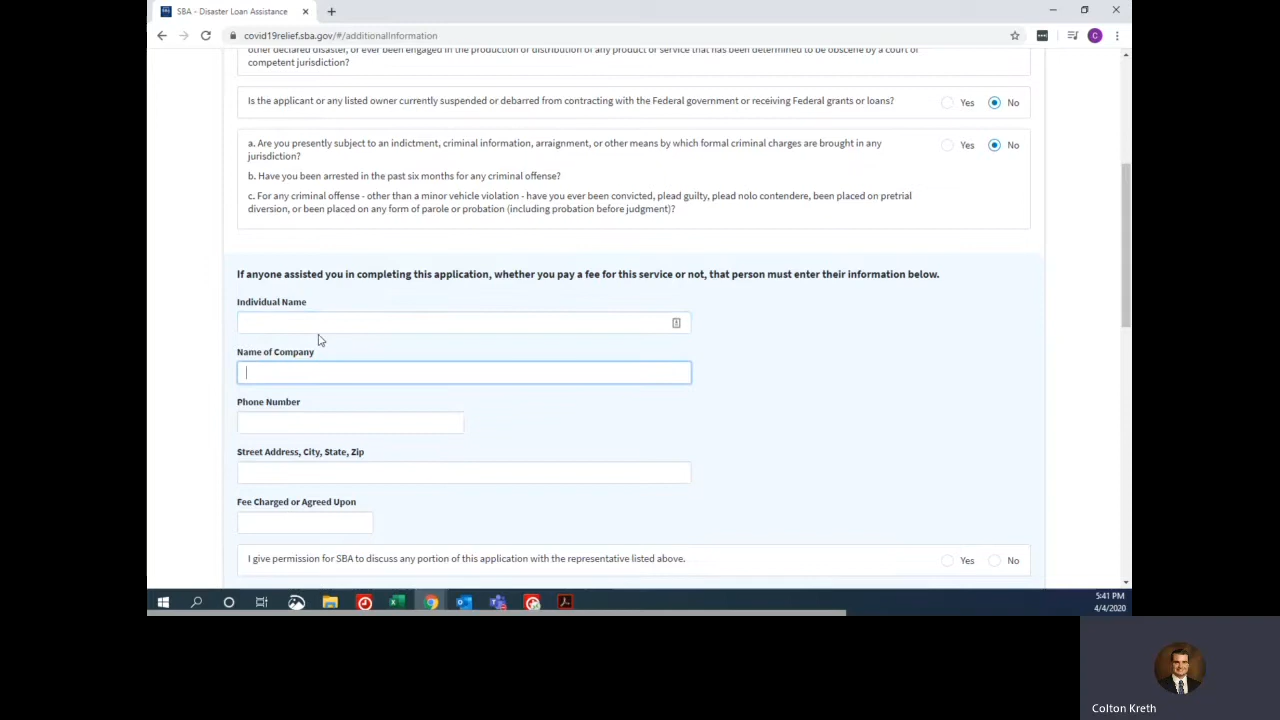 SBA - Disaster Loan Assistance
covid19relief.sba.gov/#/additionalInformation
C
other declared disaster, or ever been engaged in the production or distribution of any product or service that has been determined to be obscene by a court of
competent jurisdiction?
Is the applicant or any listed owner currently suspended or debarred from contracting with the Federal government or receiving Federal grants or loans?
Yes No
a. Are you presently subject to an indictment, criminal information, arraignment, or other means by which formal criminal charges are brought in any
jurisdiction?
Yes No
b. Have you been arrested in the past six months for any criminal offense?
c. For any criminal offense - other than a minor vehicle violation - have you ever been convicted, plead guilty, plead nolo contendere, been placed on pretrial
diversion, or been placed on any form of parole or probation (including probation before judgment)?
If anyone assisted you in completing this application, whether you pay a fee for this service or not, that person must enter their information below.
Individual Name
Name of Company
Phone Number
Street Address, City, State, Zip
Fee Charged or Agreed Upon
I give permission for SBA to discuss any portion of this application with the representative listed above.
Yes No
5:41 PM
4/4/2020
Colton Kreth